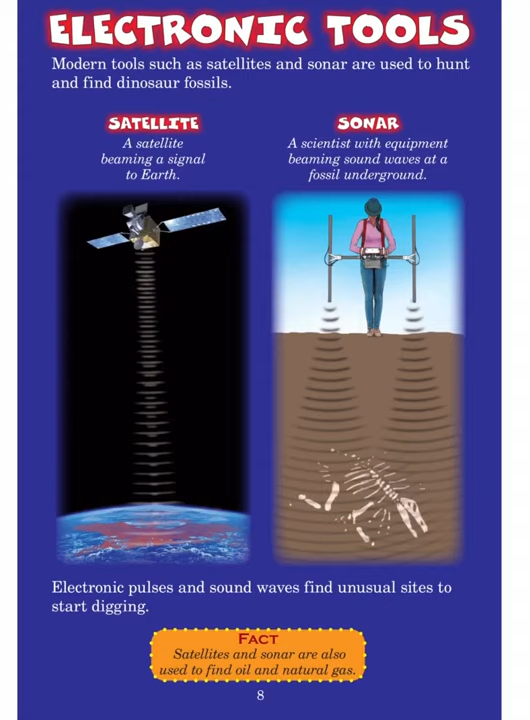 ELECTRONIC TOOLS
Modern tools such as satellites and sonar are used to hunt
and find dinosaur fossils.
SATELLITE
A satellite
beaming a signal
to Earth.
SONAR
A scientist with equipment
beaming sound waves at a
fossil underground.
Electronic pulses and sound waves find unusual sites to
start digging.
FACT
Satellites and sonar are also
used to find oil and natural gas.
8